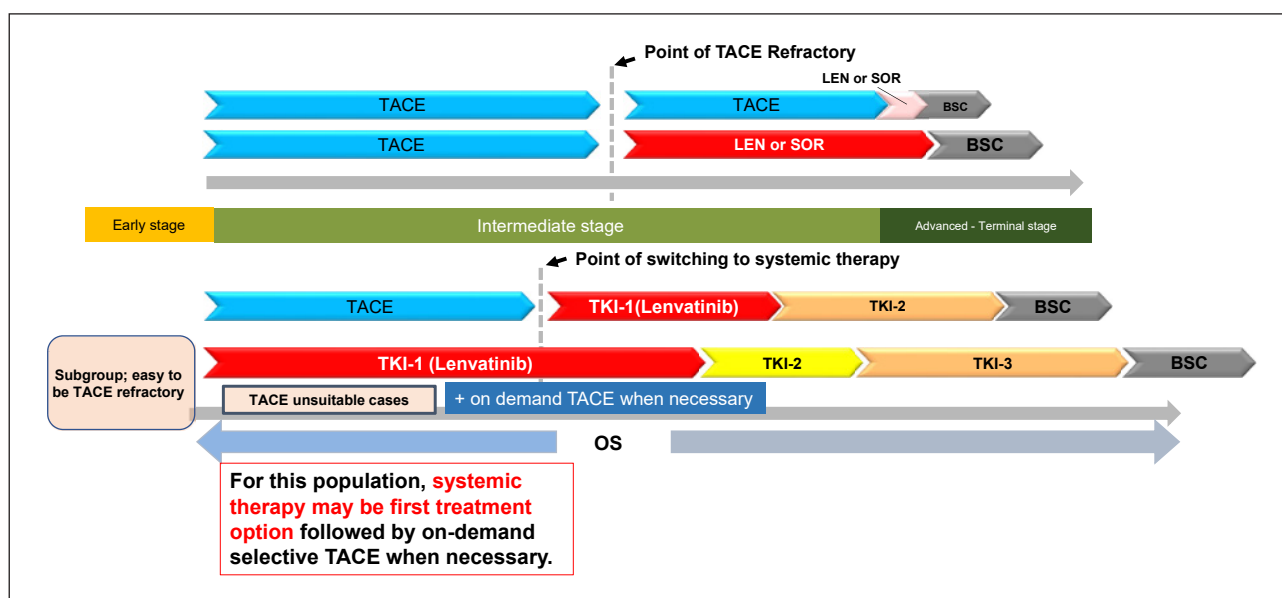 Point of TACE Refractory
LEN or SOR
TACE
TACE
BSC
TACE
LEN or SOR
BSC
Early stage
Intermediate stage
Advanced - Terminal stage
Point of switching to systemic therapy
TACE
TKI-1(Lenvatinib)
TKI-2
BSC
Subgroup; easy to
be TACE refractory
TKI-1 (Lenvatinib)
TKI-2
TKI-3
BSC
TACE unsuitable cases
+ on demand TACE when necessary
OS
For this population, systemic
therapy may be first treatment
option followed by on-demand
selective TACE when necessary.